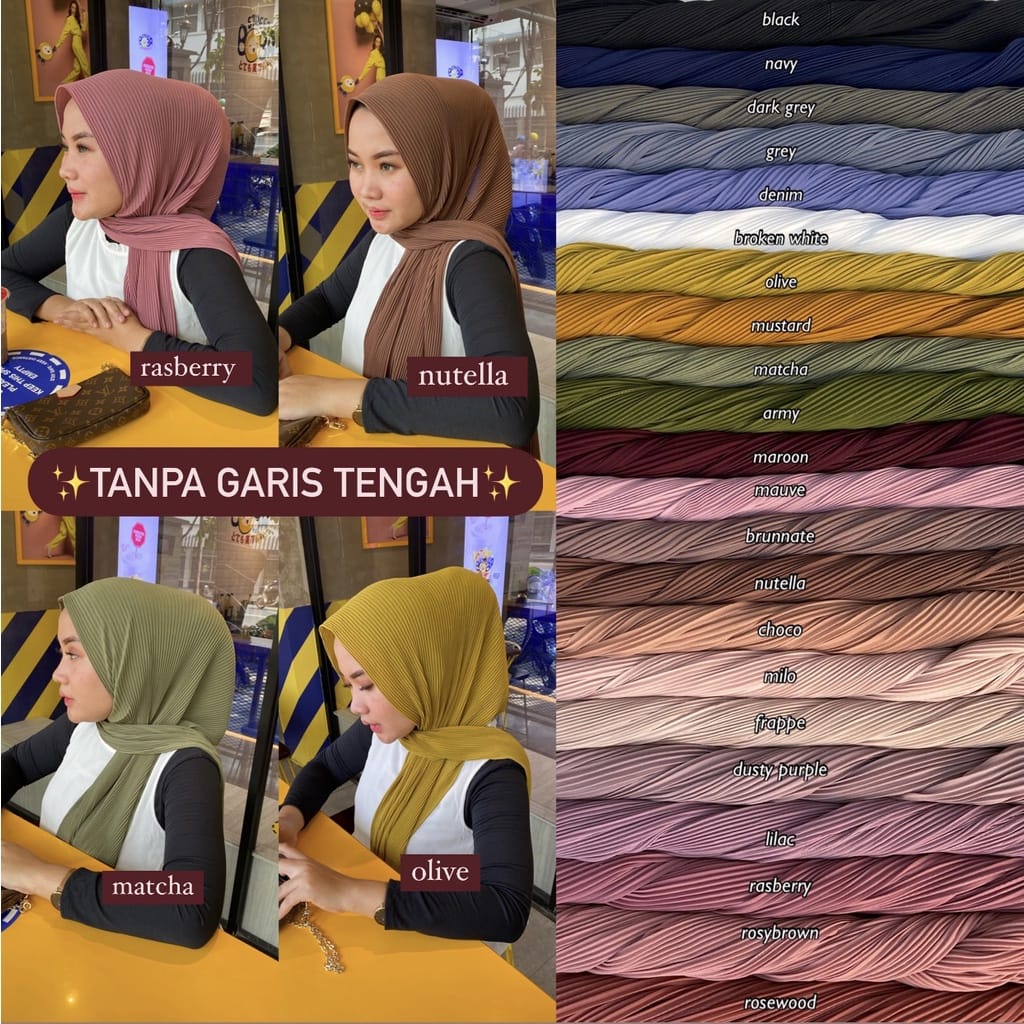 rasberry
nutella
✨TANPA GARIS TENGAH✨
matcha
olive
black
navy
dark grey
grey
denim
broken white
olive
mustard
matcha
army
maroon
mauve
brunnate
nutella
choco
milo
frappe
dusty purple
lilac
rasberry
rosybrown
rosewood